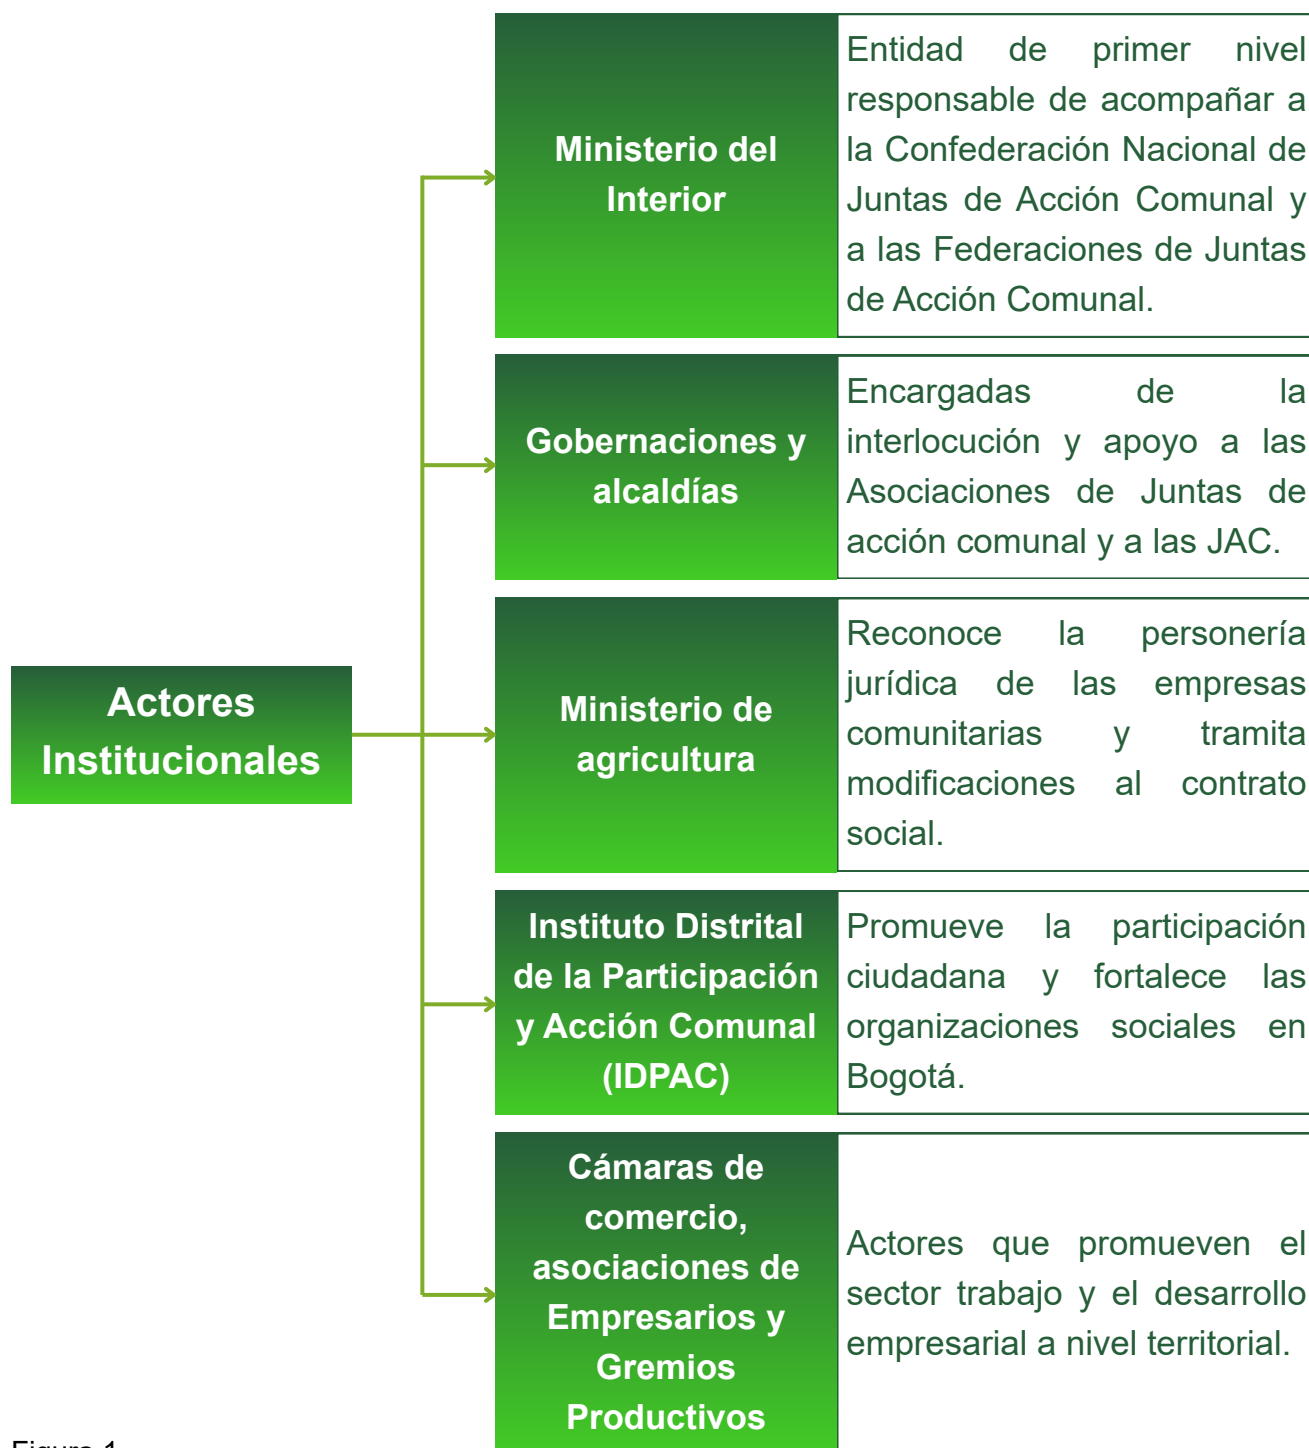 Actores
Institucionales
Ministerio del
Interior
Entidad de primer nivel
responsable de acompañar a
la Confederación Nacional de
Juntas de Acción Comunal y
a las Federaciones de Juntas
de Acción Comunal.
Gobernaciones y
alcaldías
Encargadas de la
interlocución y apoyo a las
Asociaciones de Juntas de
acción comunal y a las JAC.
Ministerio de
agricultura
Reconoce la personería
jurídica de las empresas
comunitarias y tramita
modificaciones al contrato
social.
Instituto Distrital
de la Participación
y Acción Comunal
(IDPAC)
Promueve la participación
ciudadana y fortalece las
organizaciones sociales en
Bogotá.
Cámaras de
comercio,
asociaciones de
Empresarios y
Gremios
Productivos
Actores que promueven el
sector trabajo y el desarrollo
empresarial a nivel territorial.
Figura 1